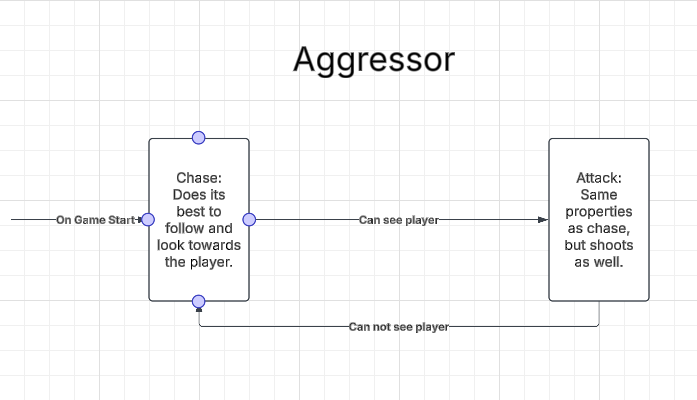 Aggressor
Chase:
Does its
best to
follow and
look towards
the player.
Attack:
Same
properties
as chase,
but shoots
as well.
On Game Start
Can see player
Can not see player